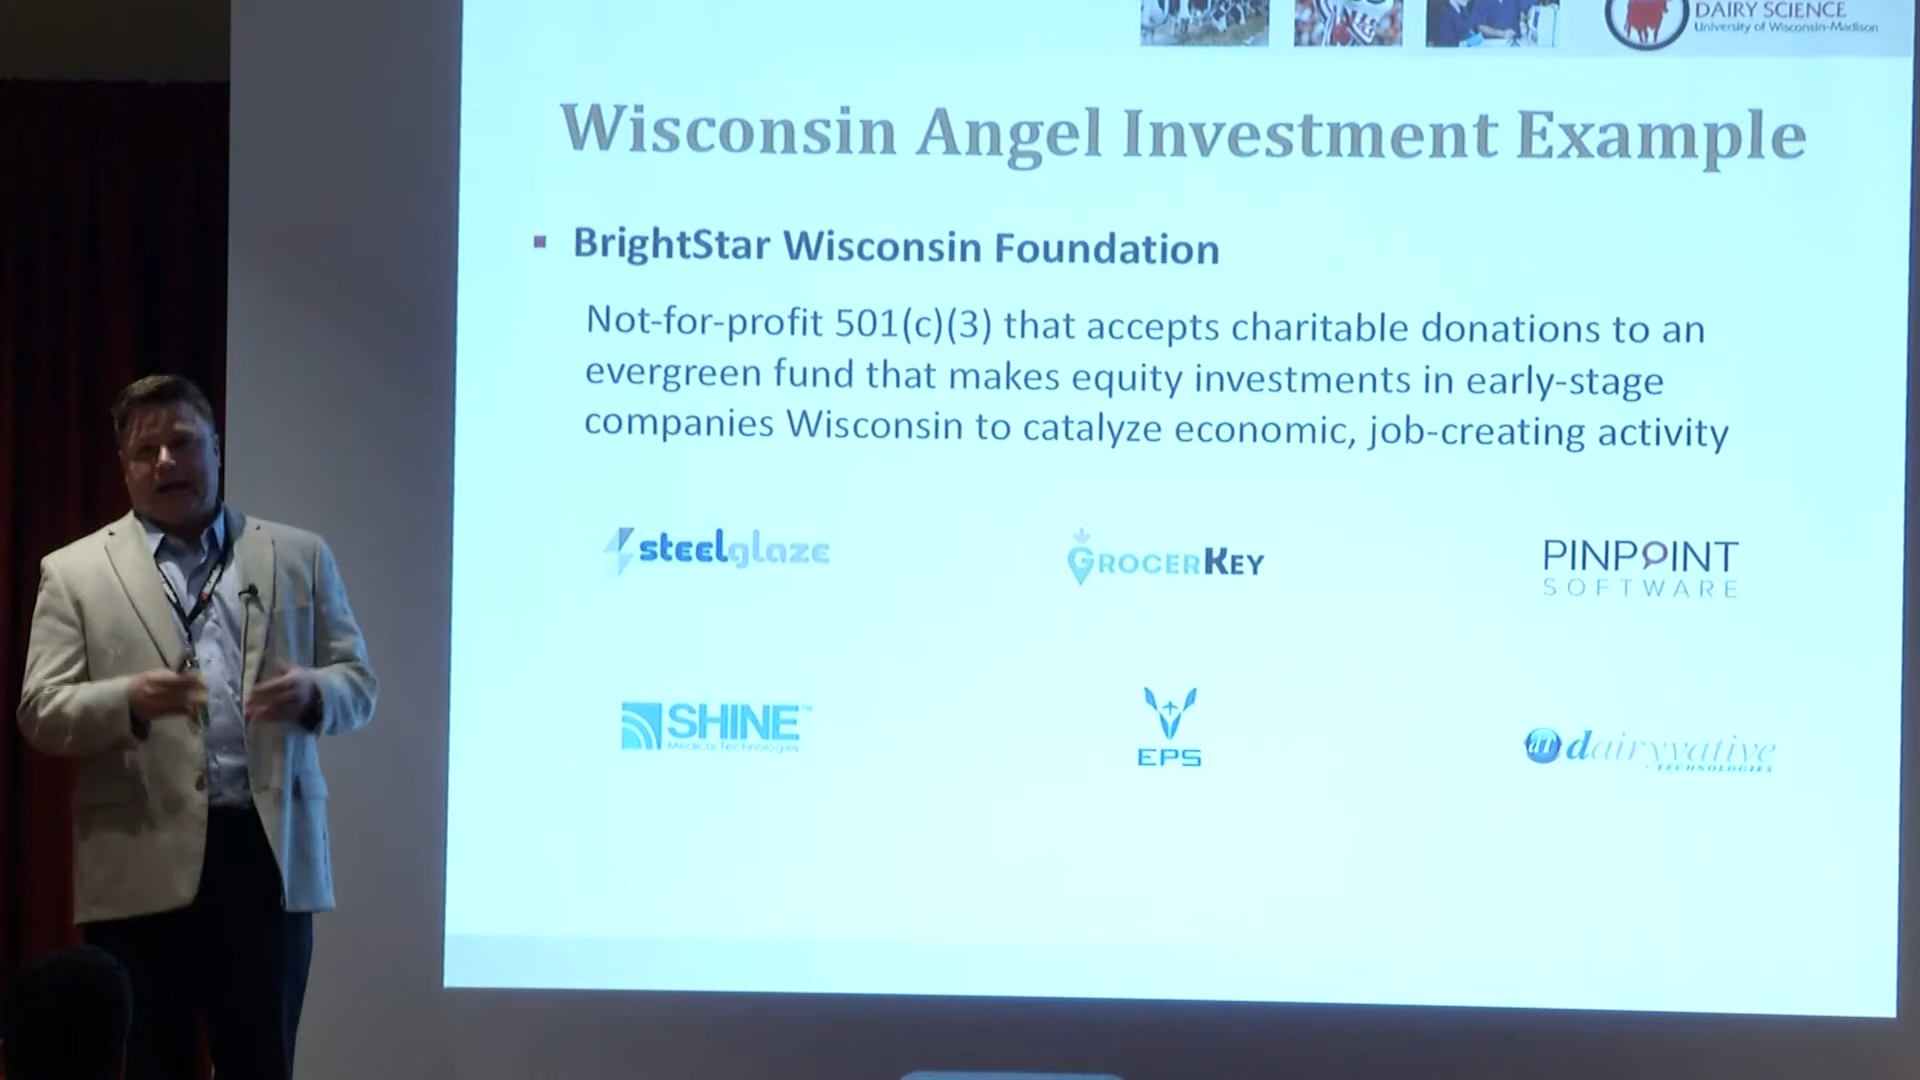 DAIRY SCIENCE
University of Wisconsin-Madison
Wisconsin Angel Investment Example
▪ BrightStar Wisconsin Foundation
Not-for-profit 501(c)(3) that accepts charitable donations to an
evergreen fund that makes equity investments in early-stage
companies Wisconsin to catalyze economic, job-creating activity
steelglaze
GROCERKEY
PINPOINT
SOFTWARE
SHINE™
Medical Technologies
EPS
dt dairyvative
TECHNOLOGIES